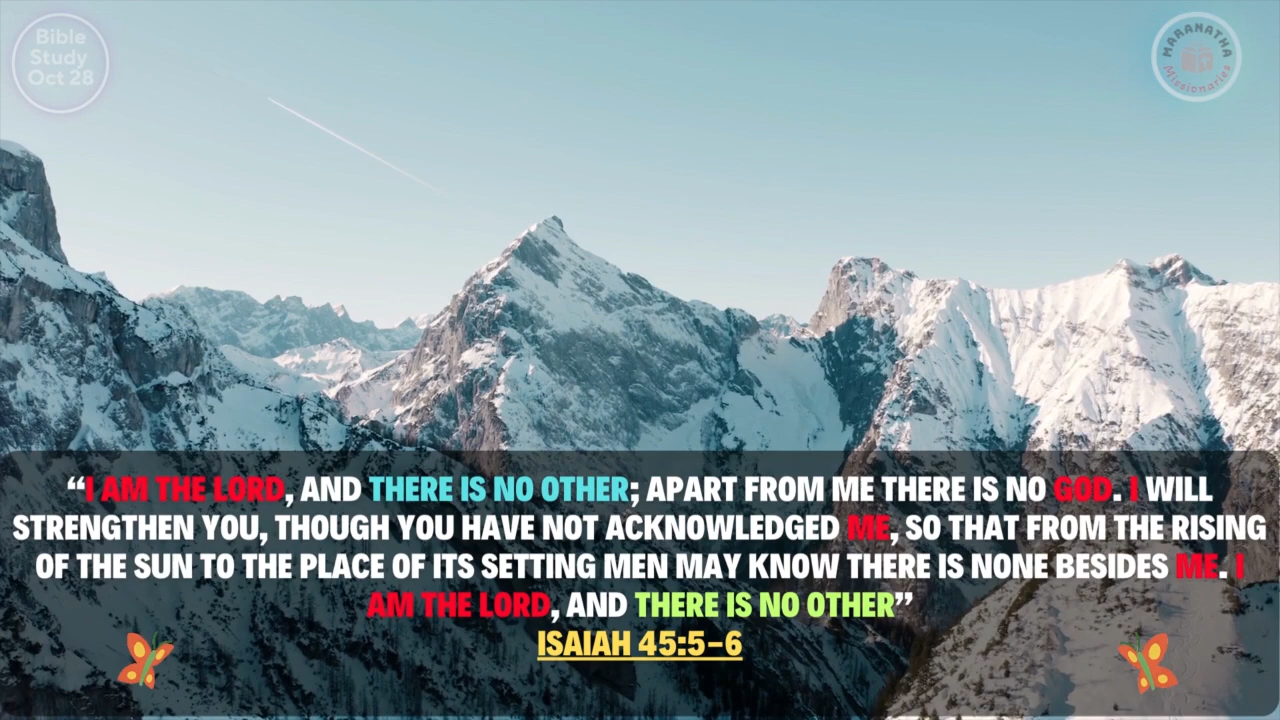 Bible
Study
Oct 28
MARANATHA
Missionaries
“I AM THE LORD, AND THERE IS NO OTHER; APART FROM ME THERE IS NO GOD. I WILL
STRENGTHEN YOU, THOUGH YOU HAVE NOT ACKNOWLEDGED ME, SO THAT FROM THE RISING
OF THE SUN TO THE PLACE OF ITS SETTING MEN MAY KNOW THERE IS NONE BESIDES ME. I
AM THE LORD, AND THERE IS NO OTHER”
ISAIAH 45:5–6